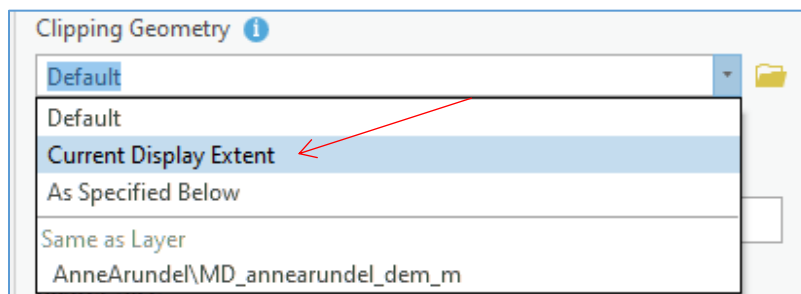 Clipping Geometry
Default
Default
Current Display Extent
As Specified Below
Same as Layer
AnneArundel\MD_annearundel_dem_m